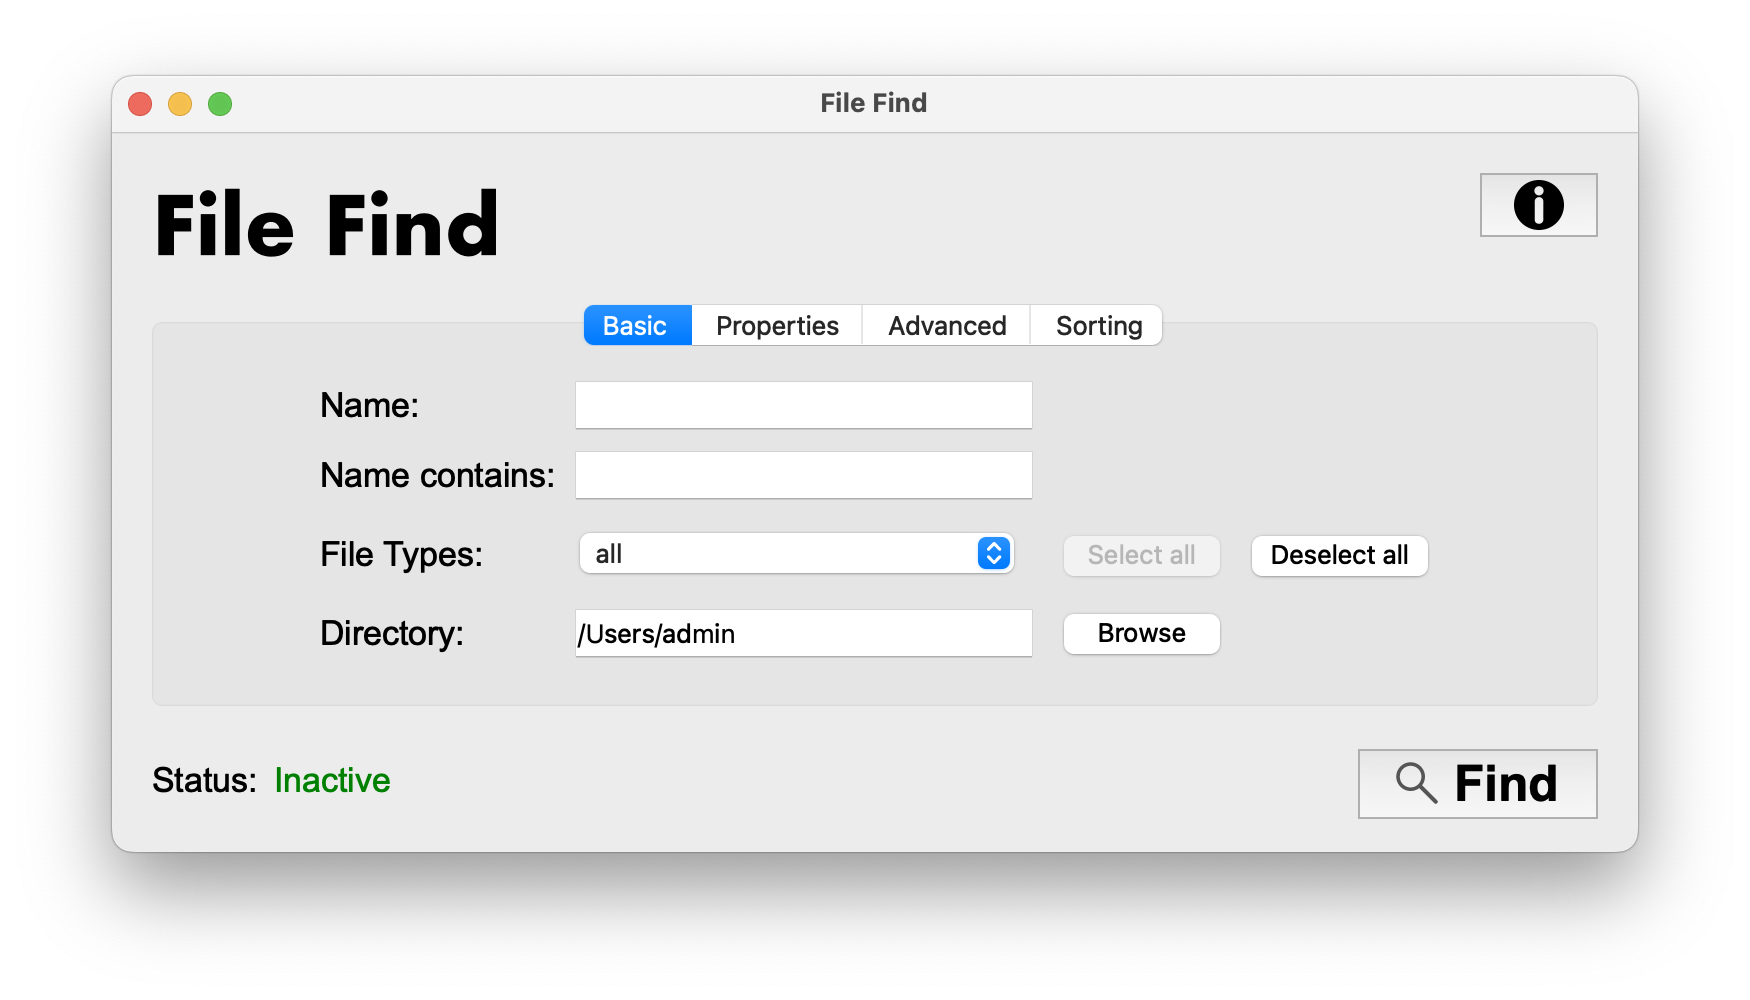 File Find
File Find
Basic Properties Advanced Sorting
Name:
Name contains:
File Types: all Select all Deselect all
Directory: /Users/admin Browse
Status: Inactive Find